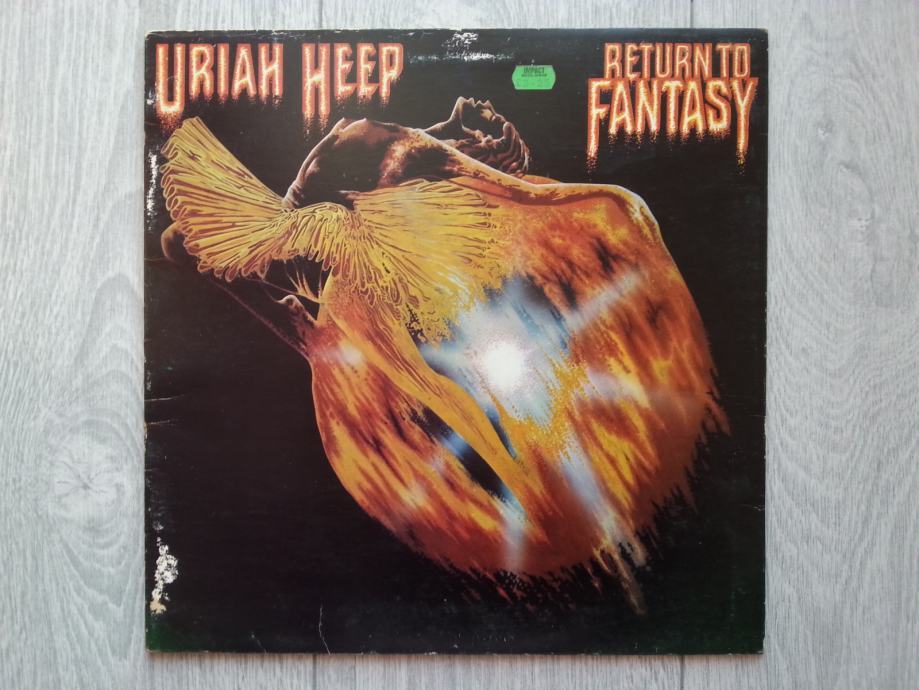 URIAH HEEP
RETURN TO
FANTASY
IMPACT